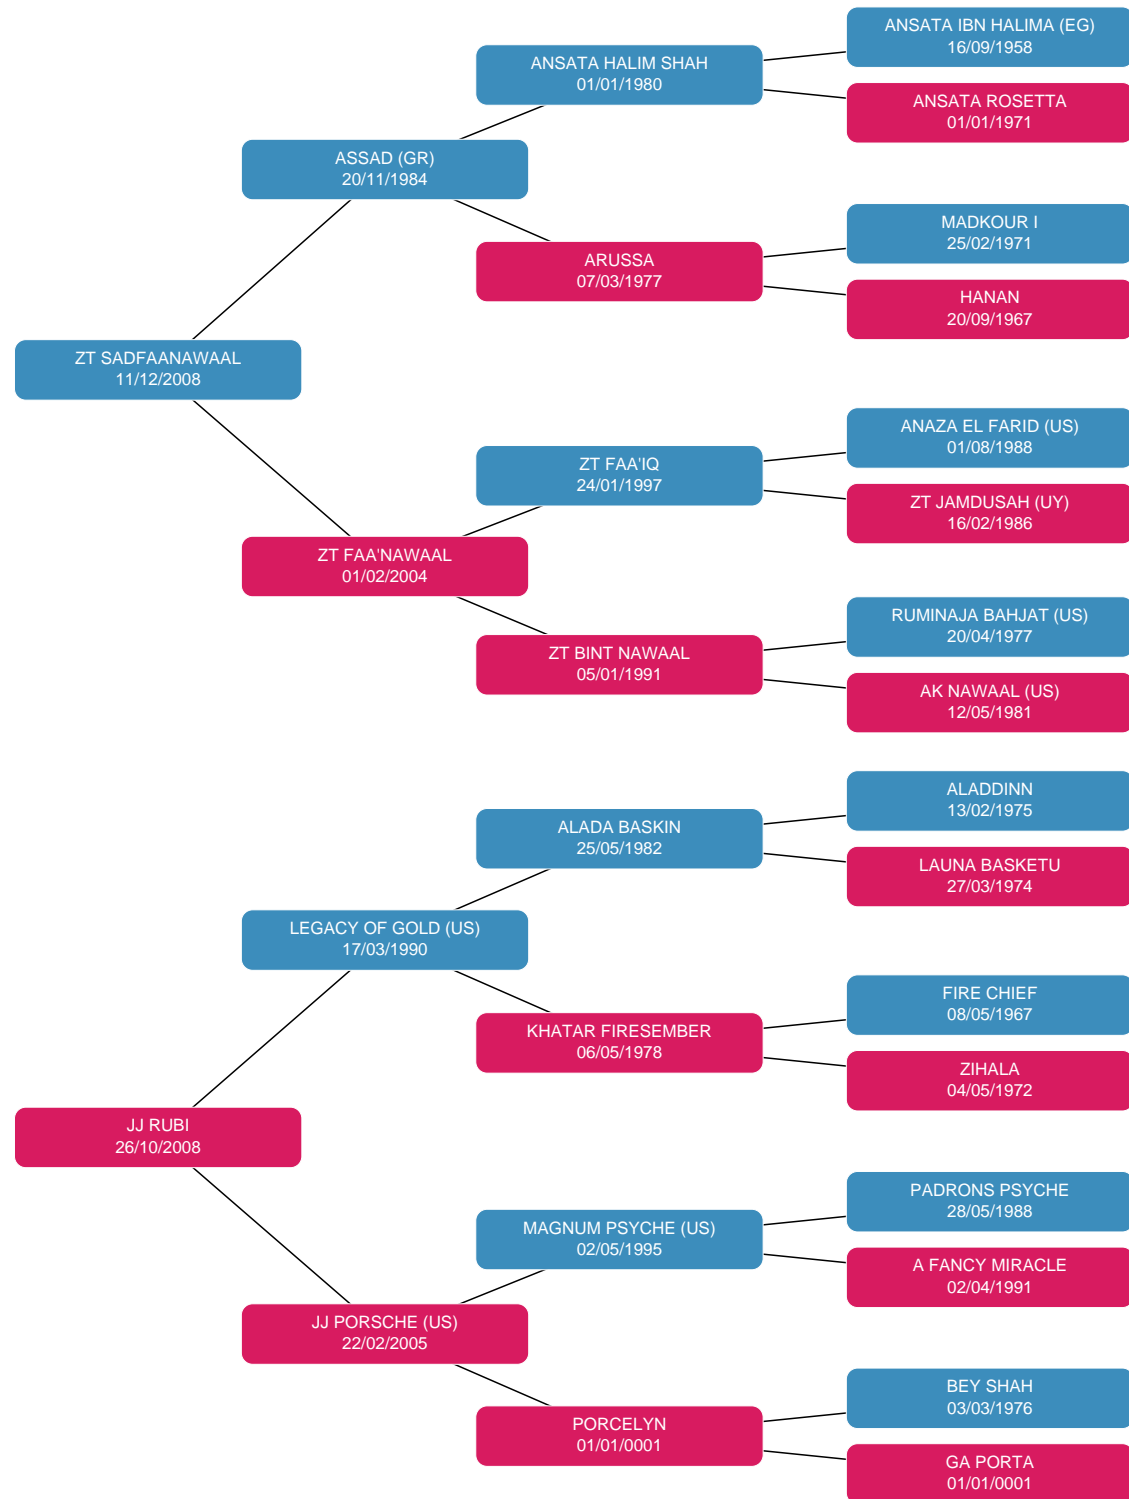 ANSATA IBN HALIMA (EG)
16/09/1958
ANSATA HALIM SHAH
01/01/1980
ANSATA ROSETTA
01/01/1971
ASSAD (GR)
20/11/1984
MADKOUR I
25/02/1971
ARUSSA
07/03/1977
HANAN
20/09/1967
ZT SADFAANAWAAL
11/12/2008
ANAZA EL FARID (US)
01/08/1988
ZT FAA'IQ
24/01/1997
ZT JAMDUSAH (UY)
16/02/1986
ZT FAA'NAWAAL
01/02/2004
RUMINAJA BAHJAT (US)
20/04/1977
ZT BINT NAWAAL
05/01/1991
AK NAWAAL (US)
12/05/1981
ALADDINN
13/02/1975
ALADA BASKIN
25/05/1982
LAUNA BASKETU
27/03/1974
LEGACY OF GOLD (US)
17/03/1990
FIRE CHIEF
08/05/1967
KHATAR FIRESEMBER
06/05/1978
ZIHALA
04/05/1972
JJ RUBI
26/10/2008
PADRONS PSYCHE
28/05/1988
MAGNUM PSYCHE (US)
02/05/1995
A FANCY MIRACLE
02/04/1991
JJ PORSCHE (US)
22/02/2005
BEY SHAH
03/03/1976
PORCELYN
01/01/0001
GA PORTA
01/01/0001